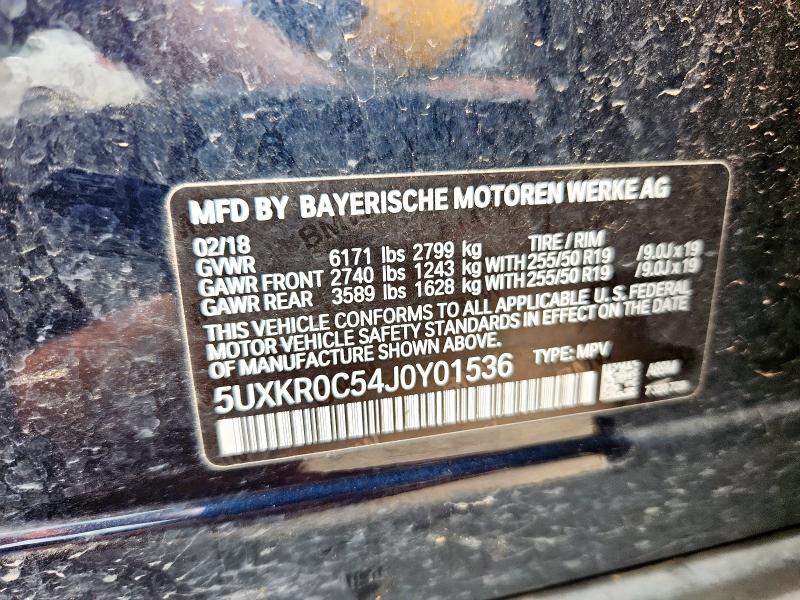 MFD BY BAYERISCHE MOTOREN WERKE AG
02/18 TIRE / RIM
GVWR 6171 lbs 2799 kg
GAWR FRONT 2740 lbs 1243 kg WITH 255/50 R19 /9.0J x 19
GAWR REAR 3589 lbs 1628 kg WITH 255/50 R19 /9.0J x 19
THIS VEHICLE CONFORMS TO ALL APPLICABLE U. S. FEDERAL
MOTOR VEHICLE SAFETY STANDARDS IN EFFECT ON THE DATE
OF MANUFACTURE SHOWN ABOVE.
5UXKR0C54J0Y01536 TYPE: MPV